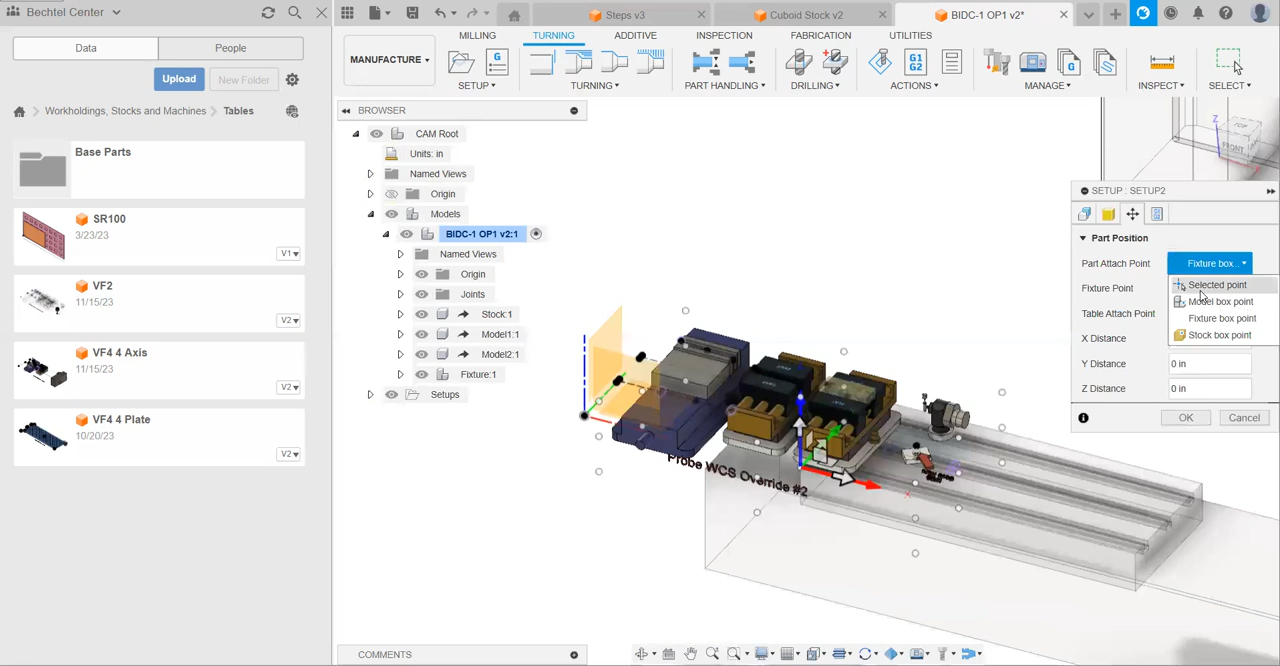 Bechtel Center
Steps v3
Cuboid Stock v2
BIDC-1 OP1 v2*
Data
People
Upload
New Folder
Workholdings, Stocks and Machines
Tables
Base Parts
SR100
3/23/23
V1
VF2
11/15/23
V2
VF4 4 Axis
11/15/23
V2
VF4 4 Plate
10/20/23
V2
MANUFACTURE
MILLING
TURNING
ADDITIVE
INSPECTION
FABRICATION
UTILITIES
SETUP
TURNING
PART HANDLING
DRILLING
ACTIONS
MANAGE
INSPECT
SELECT
BROWSER
CAM Root
Units: in
Named Views
Origin
Models
BIDC-1 OP1 v2:1
Named Views
Origin
Joints
Stock:1
Model1:1
Model2:1
Fixture:1
Setups
Probe WCS Override #2
Z
TOP
FRONT
SETUP : SETUP2
Part Position
Part Attach Point
Fixture box..
Fixture Point
Table Attach Point
X Distance
Y Distance
0 in
Z Distance
0 in
Selected point
Model box point
Fixture box point
Stock box point
OK
Cancel
COMMENTS